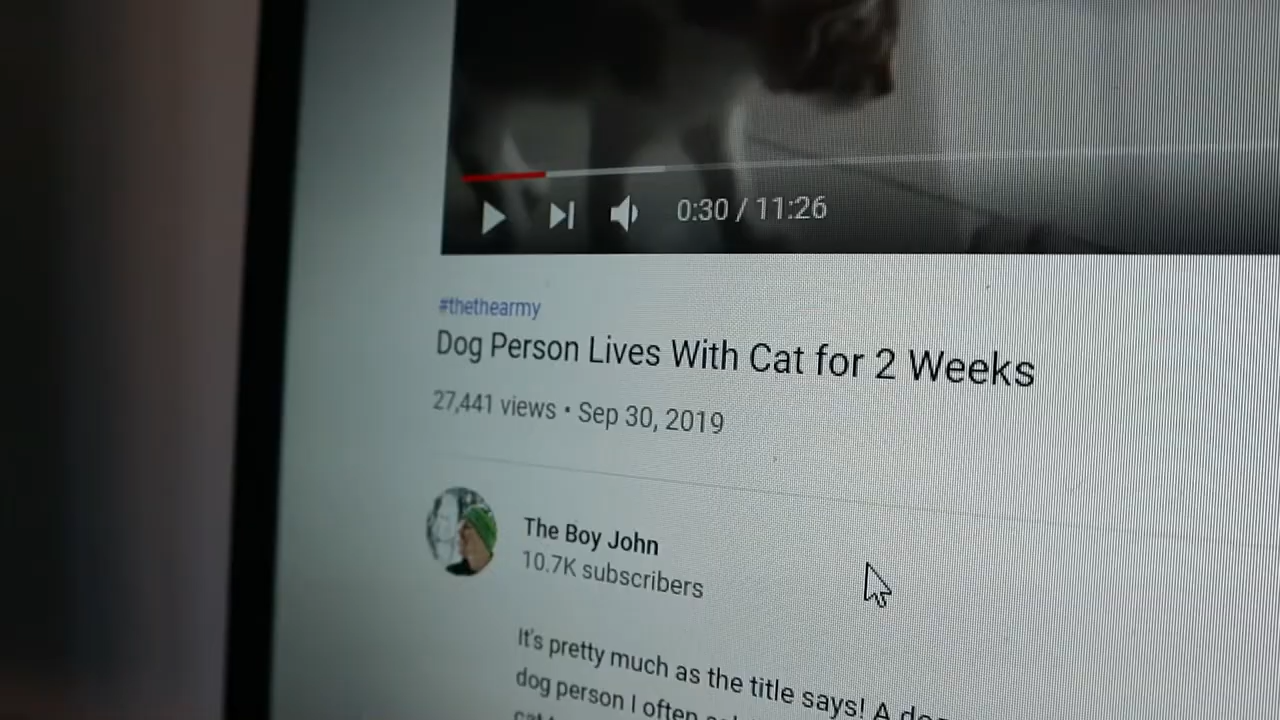 0:30 / 11:26
#thethearmy
Dog Person Lives With Cat for 2 Weeks
27,441 views • Sep 30, 2019
The Boy John
10.7K subscribers
It's pretty much as the title says! A
dog person I often